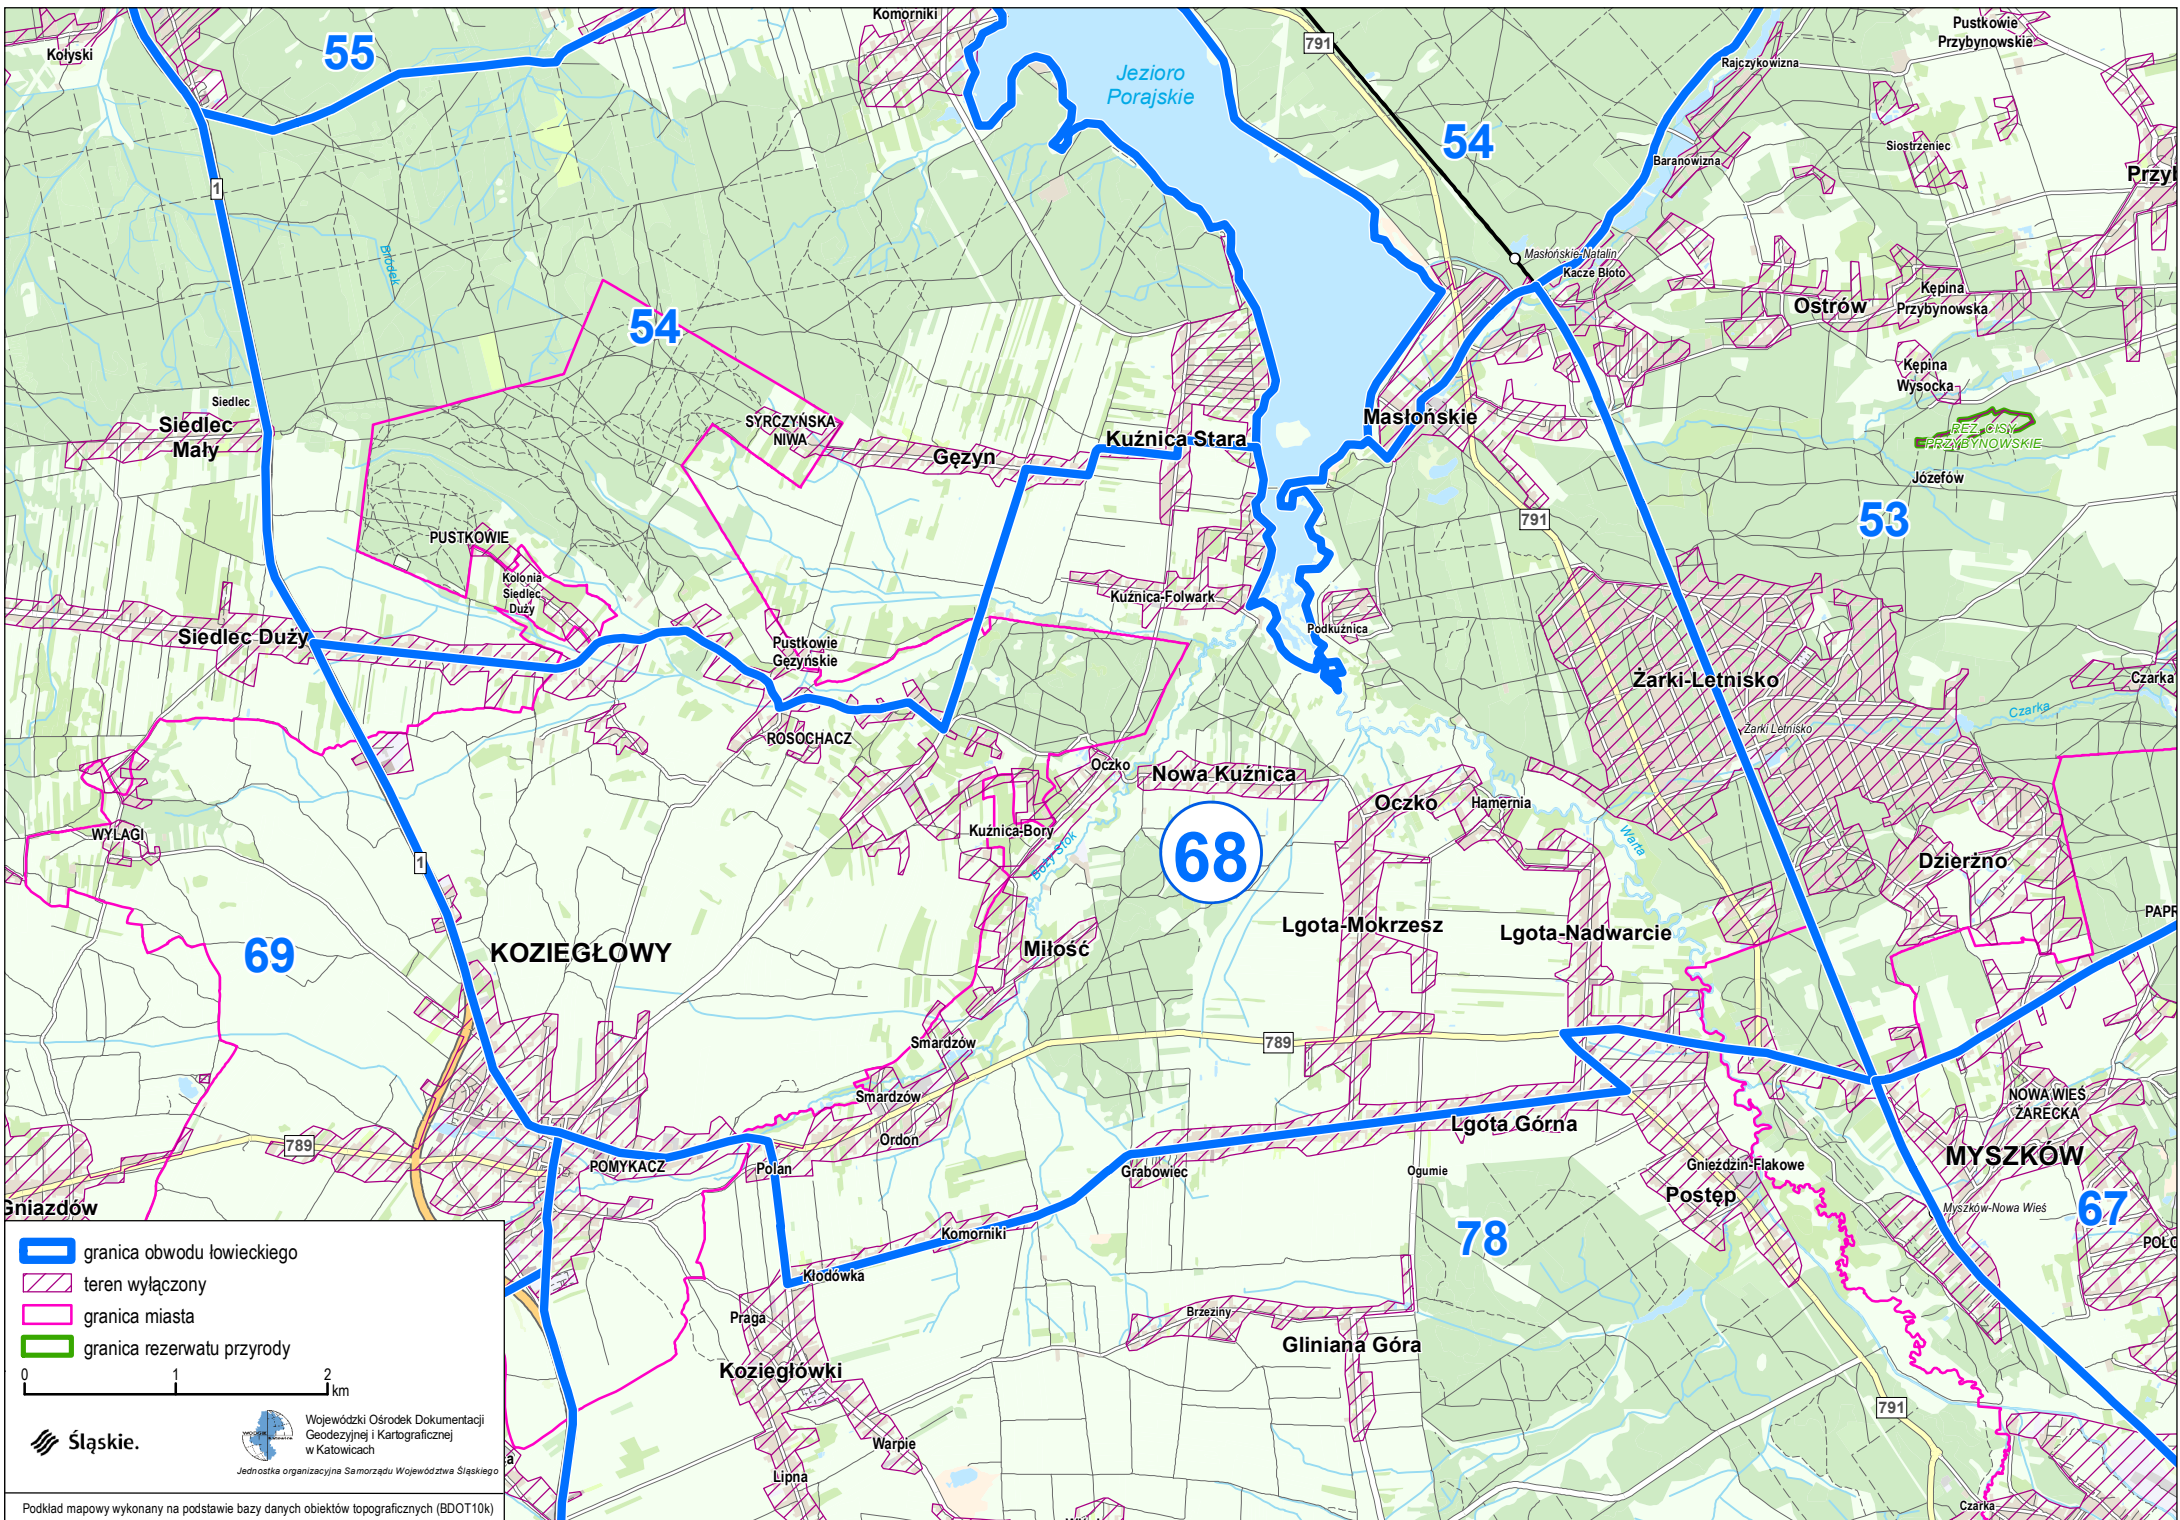 Komorniki
Pustkowie
Przybynowskie
Kołyski
55
791
Rajczykowizna
Jezioro
Porajskie
54
Baranowizna
Siostrzeniec
1
Bródek
Masłońskie-Natalin
Kacze Błoto
Kępina
Przybynowska
Ostrów
54
Kępina
Wysocka
Siedlec
Siedlec
Mały
SYRCZYŃSKA
NIWA
Masłońskie
Kuźnica Stara
Gęzyn
REZ. CISY
PRZYBYNOWSKIE
Józefów
53
791
PUSTKOWIE
Kolonia
Siedlec
Duży
Kuźnica-Folwark
Podkuźnica
Siedlec Duży
Pustkowie
Gęzyńskie
Żarki-Letnisko
Czarka
Czarka
Żarki Letnisko
ROSOCHACZ
Oczko
Nowa Kuźnica
Oczko
Hamernia
WYLAGI
Kuźnica-Bory
Boży Stok
68
Warta
1
Dzierżno
Lgota-Mokrzesz
Lgota-Nadwarcie
69
KOZIEGŁOWY
Miłość
Smardzów
789
Smardzów
NOWA WIEŚ
ŻARECKA
789
Ordon
Lgota Górna
POMYKACZ
Polan
Grabowiec
Ogumie
Gnieździn-Flakowe
MYSZKÓW
Postęp
Gniazdów
Myszków-Nowa Wieś
67
78
Komorniki
Kłodówka
Praga
Brzeziny
Gliniana Góra
Koziegłówki
791
Warpie
Lipna
Czarka
granica obwodu łowieckiego
teren wyłączony
granica miasta
granica rezerwatu przyrody
0 1 2
km
Śląskie.
Wojewódzki Ośrodek Dokumentacji
Geodezyjnej i Kartograficznej
w Katowicach
Jednostka organizacyjna Samorządu Województwa Śląskiego
Podkład mapowy wykonany na podstawie bazy danych obiektów topograficznych (BDOT10k)